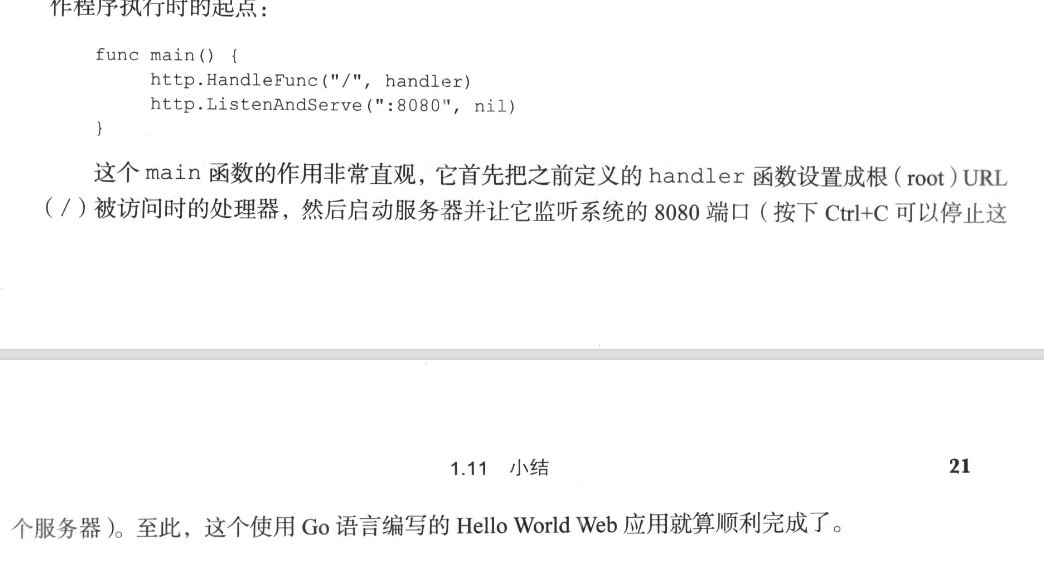 作程序执行时的起点：
func main() {
http.HandleFunc("/", handler)
http.ListenAndServe(":8080", nil)
}
这个 main 函数的作用非常直观，它首先把之前定义的 handler 函数设置成根（root）URL
（/）被访问时的处理器，然后启动服务器并让它监听系统的 8080 端口（按下 Ctrl+C 可以停止这
1.11 小结 21
个服务器）。至此，这个使用 Go 语言编写的 Hello World Web 应用就算顺利完成了。